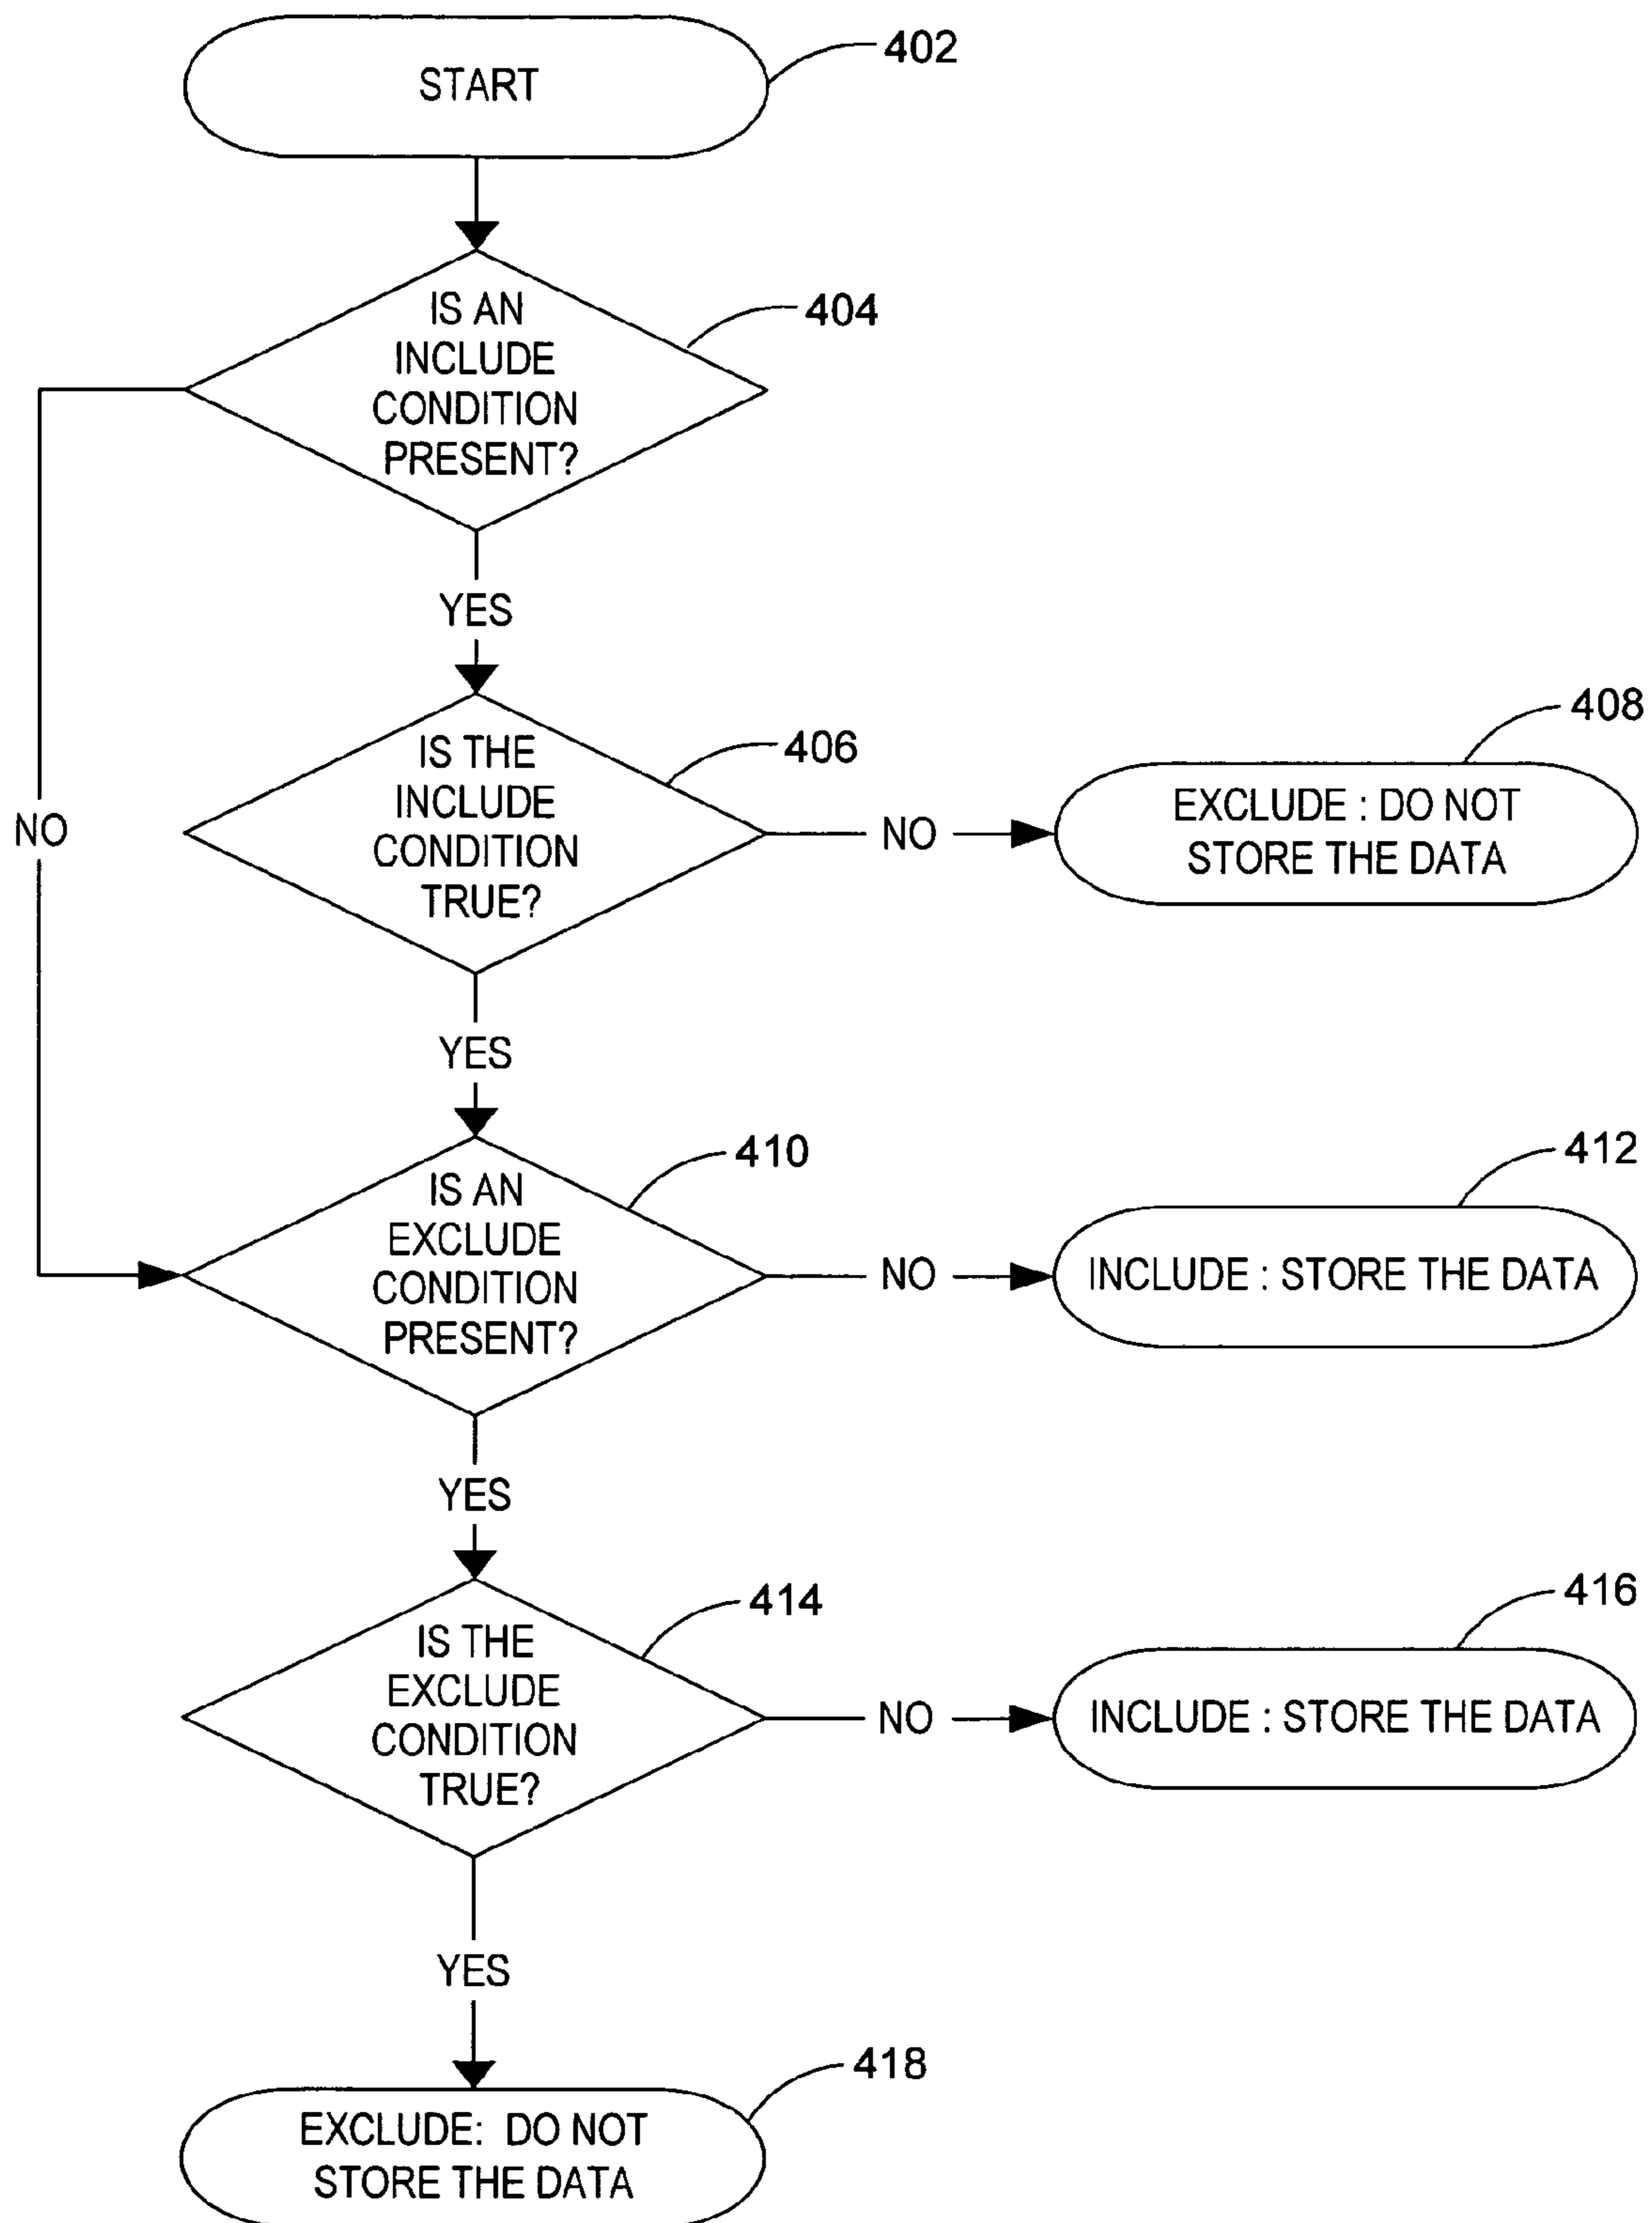 START
402
IS AN
INCLUDE
CONDITION
PRESENT?
404
YES
IS THE
INCLUDE
CONDITION
TRUE?
406
NO
NO
EXCLUDE : DO NOT
STORE THE DATA
408
YES
IS AN
EXCLUDE
CONDITION
PRESENT?
410
NO
INCLUDE : STORE THE DATA
412
YES
IS THE
EXCLUDE
CONDITION
TRUE?
414
NO
INCLUDE : STORE THE DATA
416
YES
EXCLUDE: DO NOT
STORE THE DATA
418